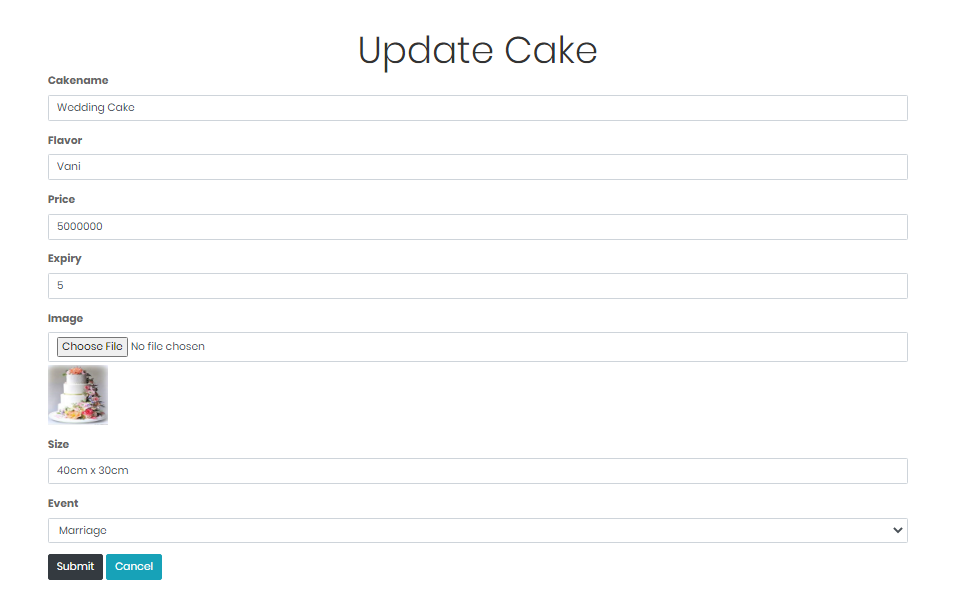 Update Cake
Cakename
Wedding Cake
Flavor
Vani
Price
5000000
Expiry
5
Image
Choose File No file chosen
Size
40cm x 30cm
Event
Marriage
Submit Cancel